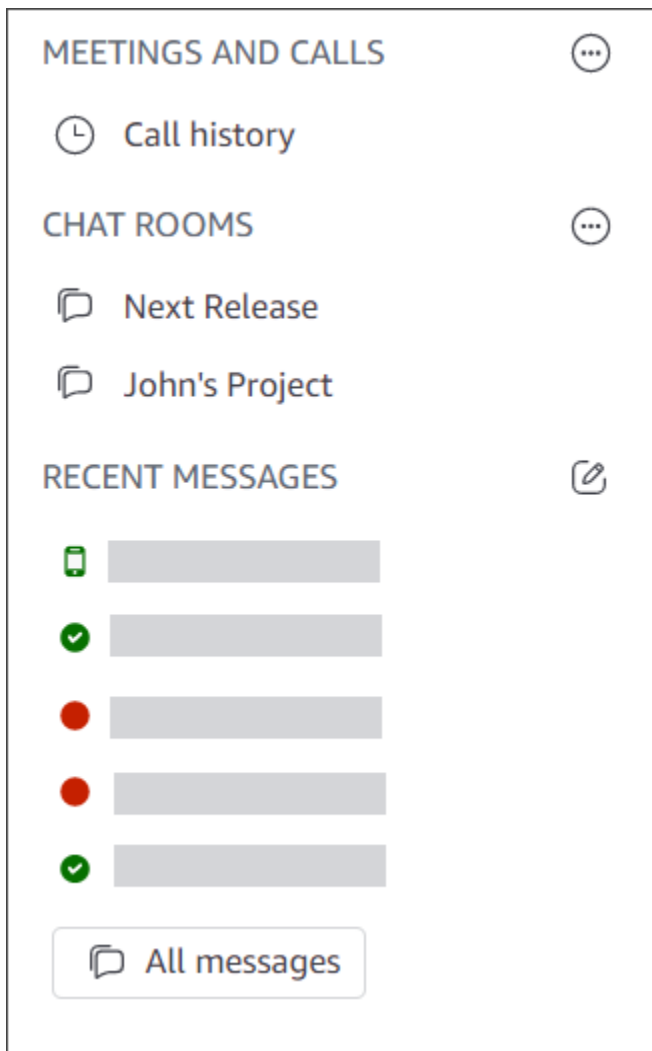 MEETINGS AND CALLS
Call history
CHAT ROOMS
Next Release
John's Project
RECENT MESSAGES
All messages